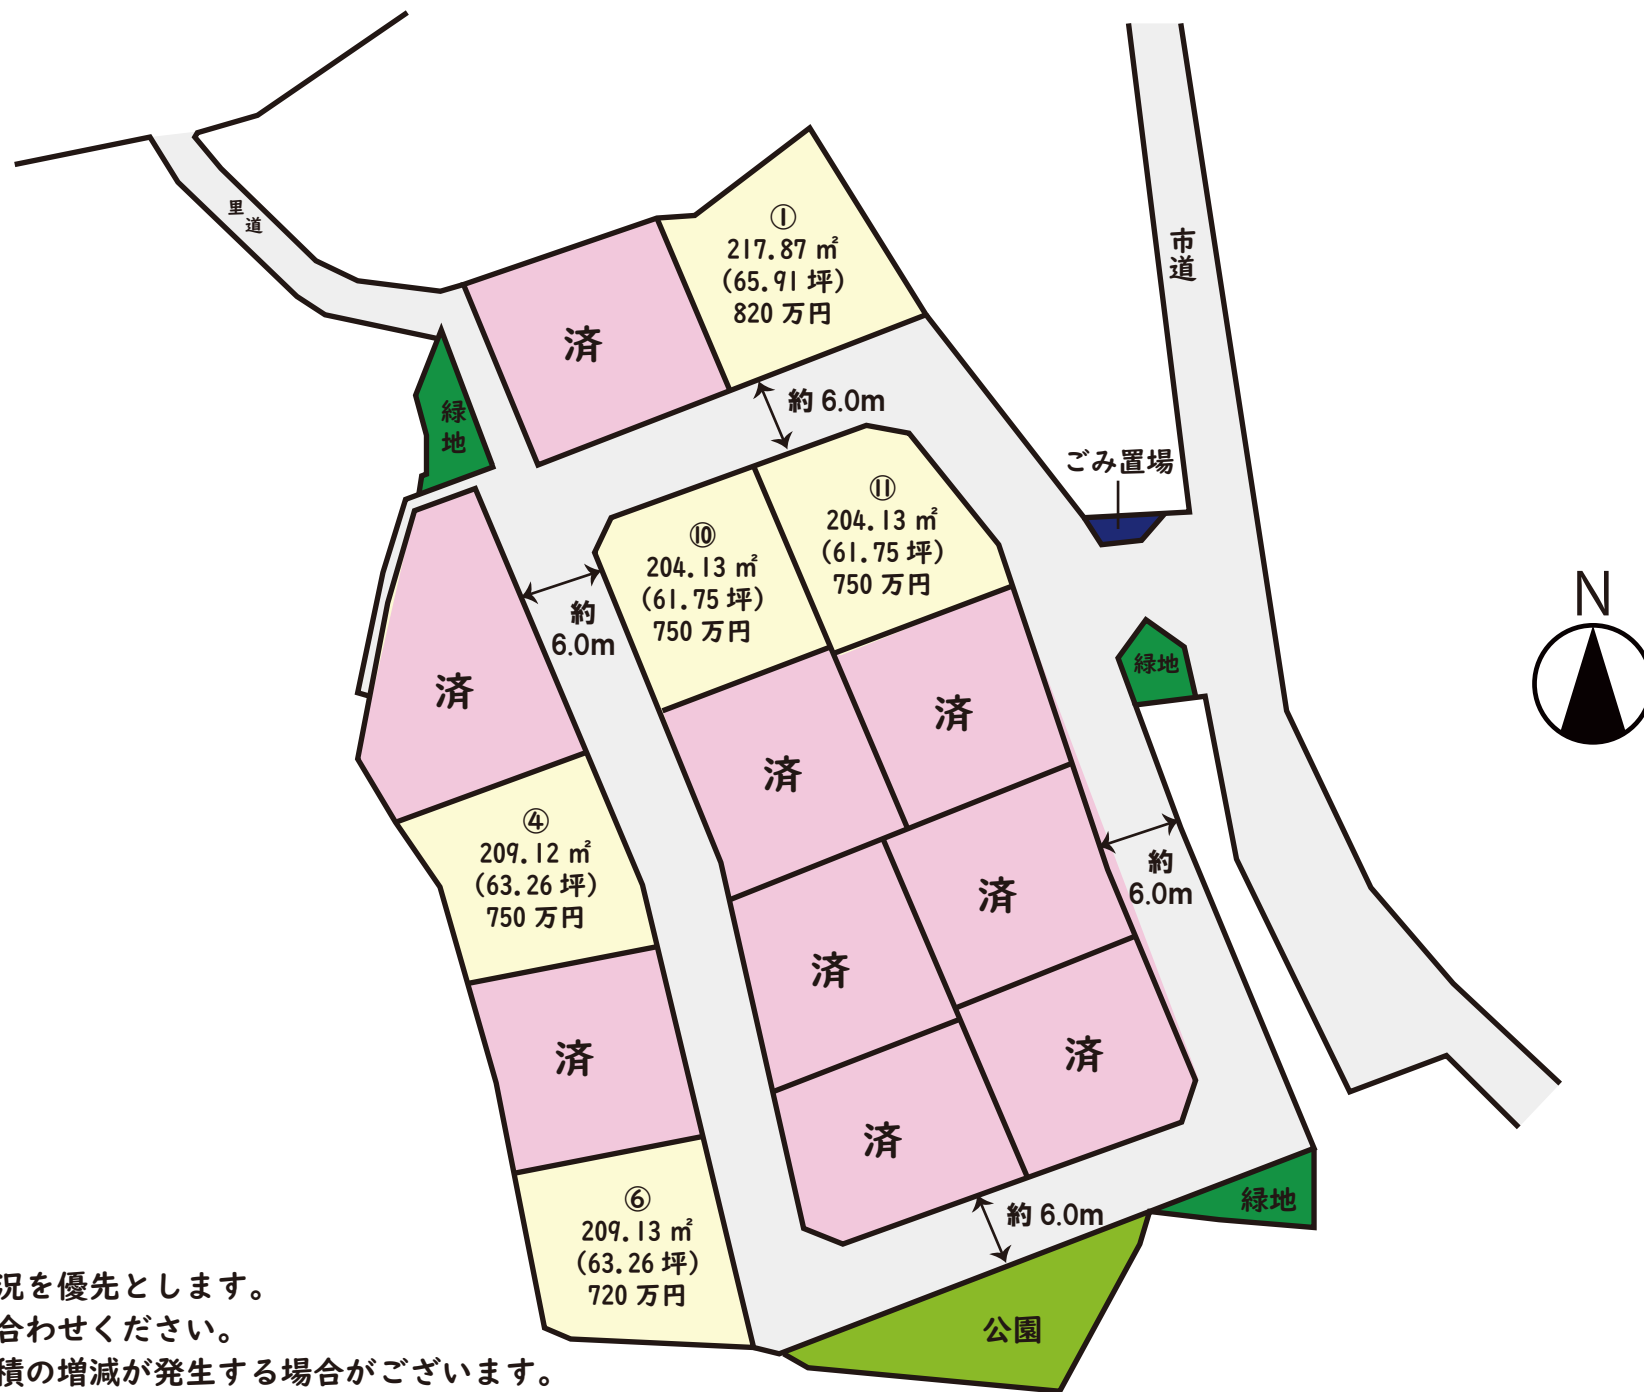 里道
①
217.87 ㎡
(65.91 坪)
820 万円
市道
済
約 6.0m
緑地
ごみ置場
⑪
204.13 ㎡
(61.75 坪)
750 万円
⑩
204.13 ㎡
(61.75 坪)
750 万円
約
6.0m
N
緑地
済
済
済
④
209.12 ㎡
(63.26 坪)
750 万円
約
6.0m
済
済
済
済
済
⑥
209.13 ㎡
(63.26 坪)
720 万円
緑地
約 6.0m
公園
況を優先とします。
合わせください。
積の増減が発生する場合がございます。